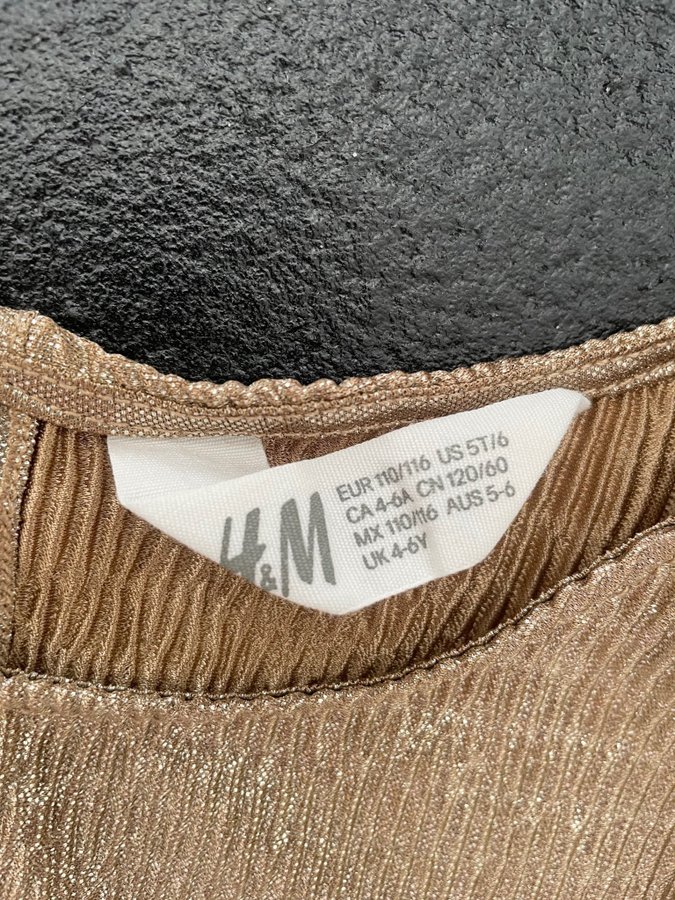 H&M
EUR 110/116 US 5T/6
CA 4-6A CN 120/60
MX 110/116 AUS 5-6
UK 4-6Y